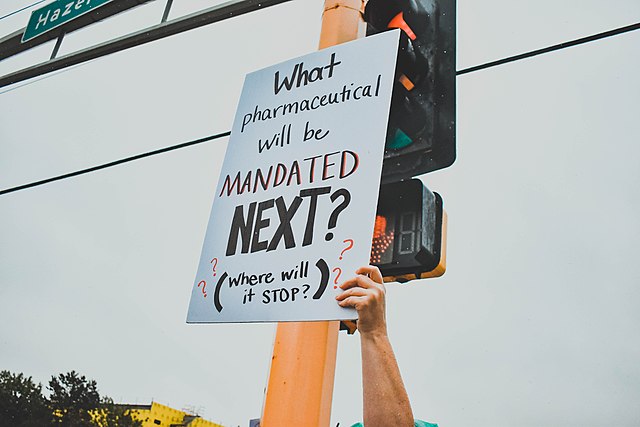 Hazel
What
pharmaceutical
will be
MANDATED
NEXT?
? ? (Where will ? ?
it STOP?)